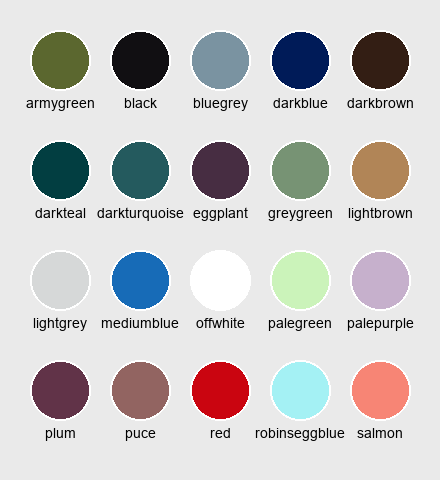 armygreen black bluegrey darkblue darkbrown
darkteal darkturquoise eggplant greygreen lightbrown
lightgrey mediumblue offwhite palegreen palepurple
plum puce red robinseggblue salmon